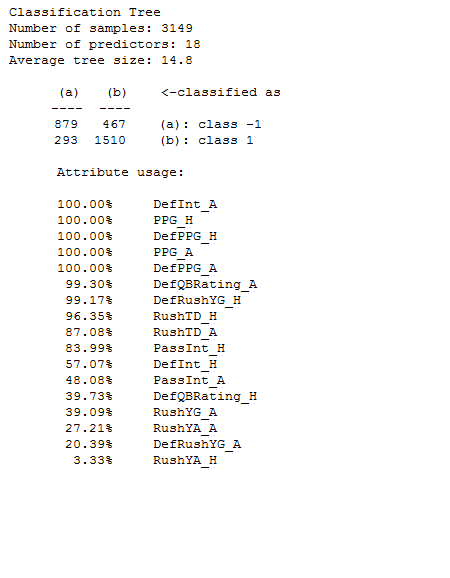 Classification Tree
Number of samples: 3149
Number of predictors: 18
Average tree size: 14.8
(a) (b) <-classified as
---- ----
879 467 (a): class -1
293 1510 (b): class 1
Attribute usage:
100.00% DefInt_A
100.00% PPG_H
100.00% DefPPG_H
100.00% PPG_A
100.00% DefPPG_A
99.30% DefQBRating_A
99.17% DefRushYG_H
96.35% RushTD_H
87.08% RushTD_A
83.99% PassInt_H
57.07% DefInt_H
48.08% PassInt_A
39.73% DefQBRating_H
39.09% RushYG_A
27.21% RushYA_A
20.39% DefRushYG_A
3.33% RushYA_H